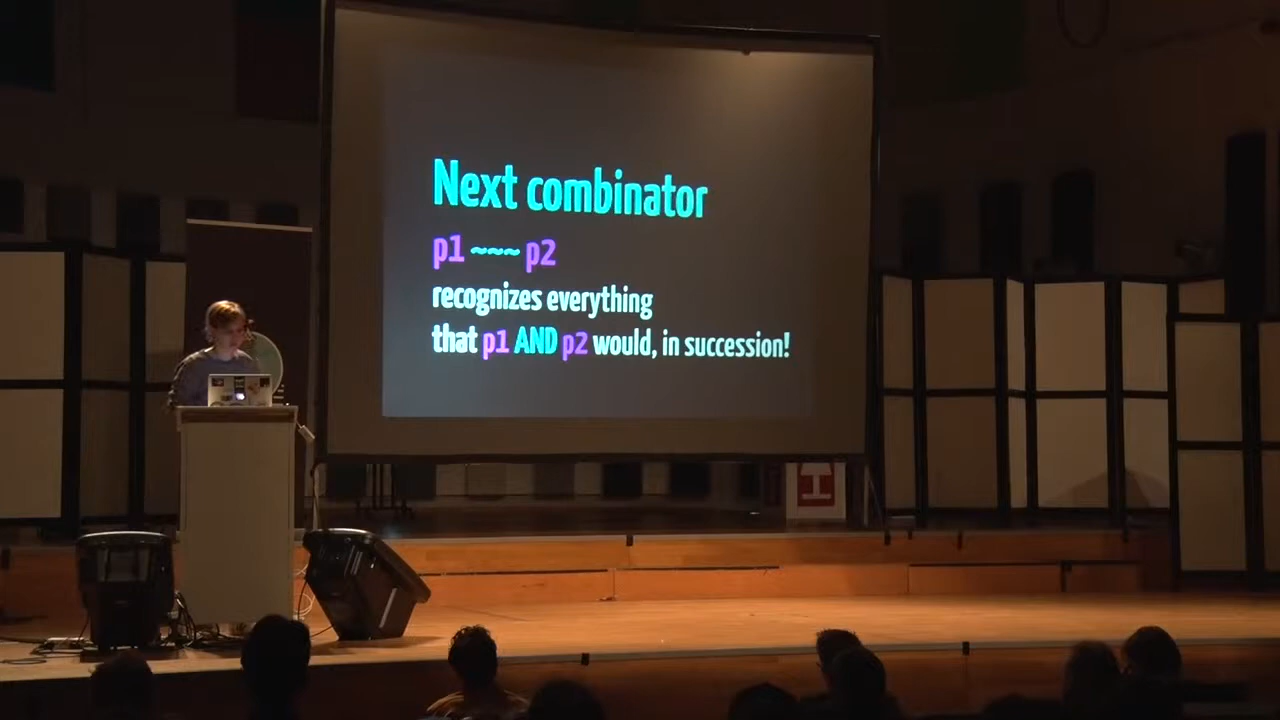 Next combinator
p1 ~~~ p2
recognizes everything
that p1 AND p2 would, in succession!